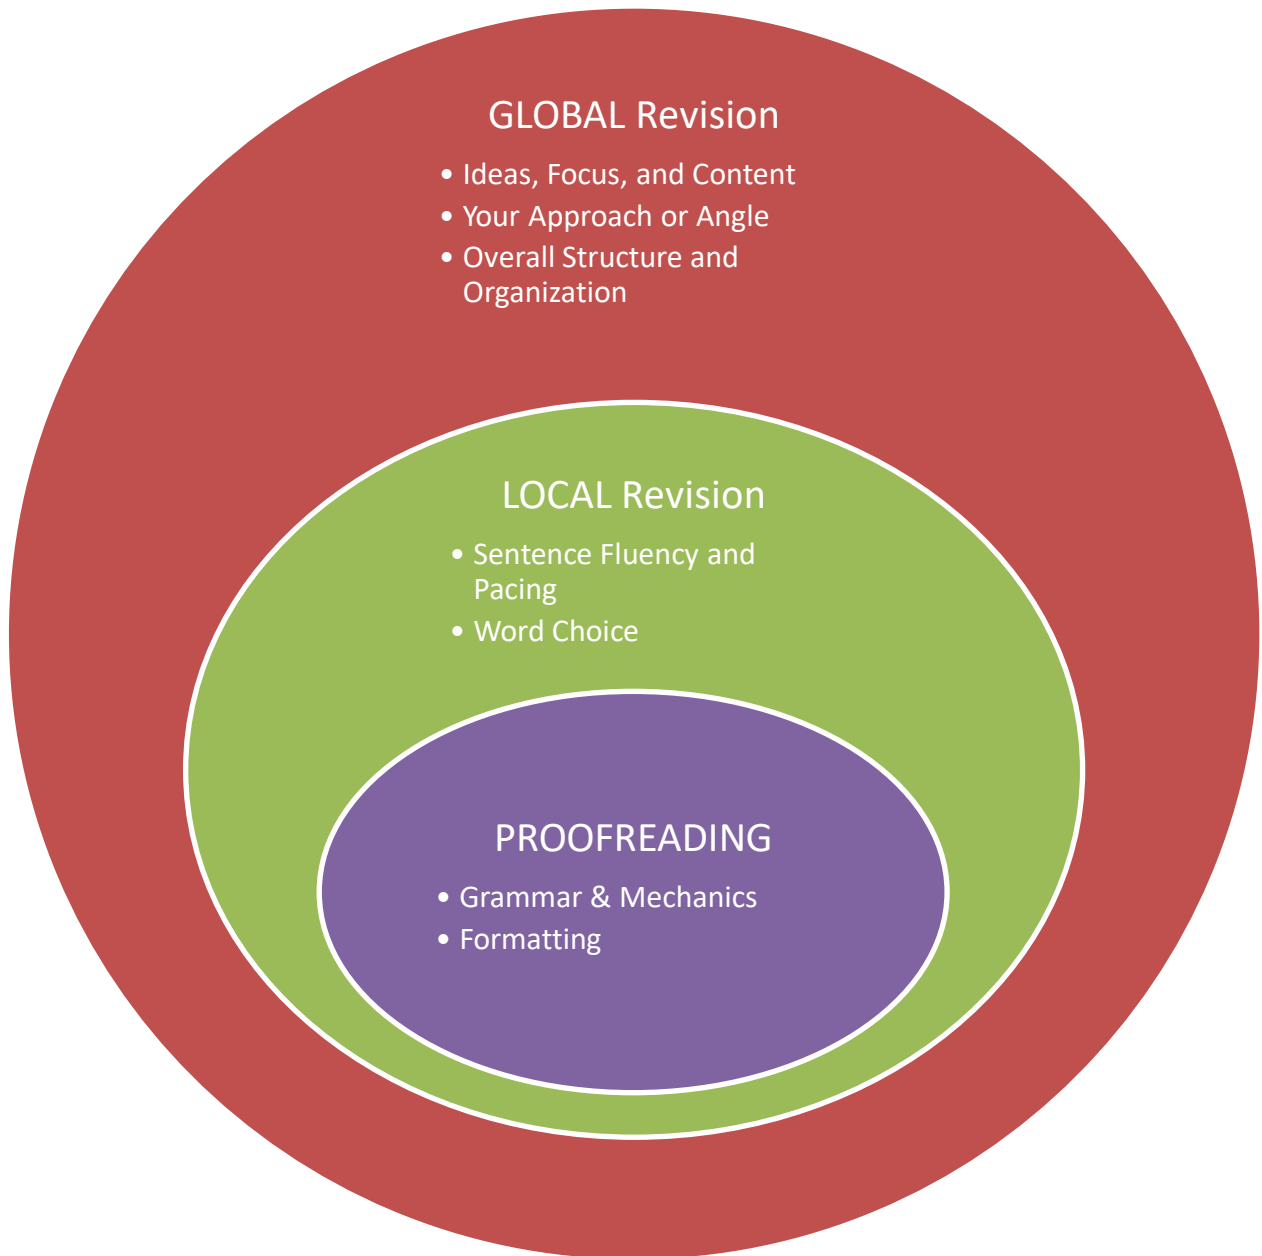 GLOBAL Revision
• Ideas, Focus, and Content
• Your Approach or Angle
• Overall Structure and
Organization
LOCAL Revision
• Sentence Fluency and
Pacing
• Word Choice
PROOFREADING
• Grammar & Mechanics
• Formatting